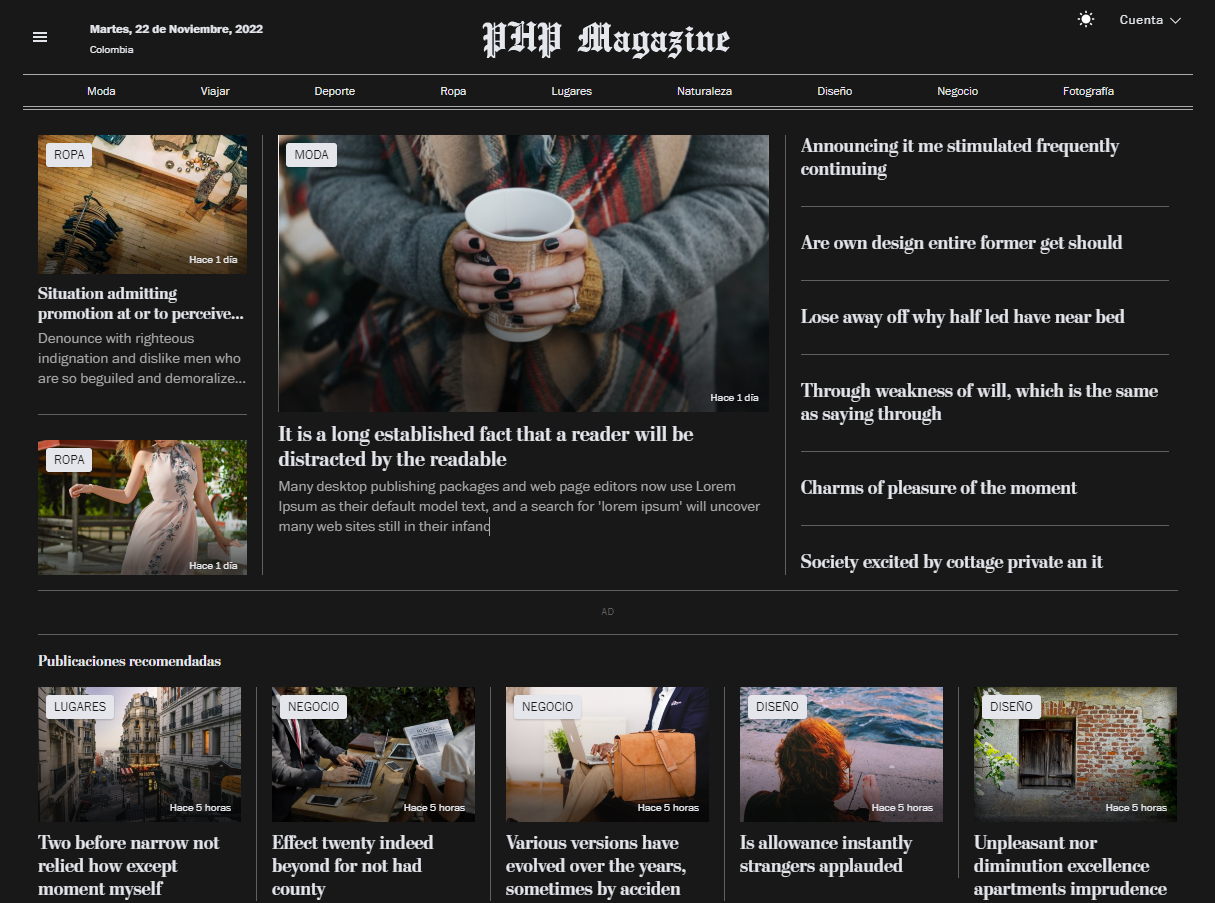 Martes, 22 de Noviembre, 2022
Colombia
PHP Magazine
Cuenta
Moda
Viajar
Deporte
Ropa
Lugares
Naturaleza
Diseño
Negocio
Fotografía
ROPA
Hace 1 día
Situation admitting
promotion at or to perceive...
Denounce with righteous
indignation and dislike men who
are so beguiled and demoralize...
ROPA
Hace 1 día
MODA
Hace 1 día
It is a long established fact that a reader will be
distracted by the readable
Many desktop publishing packages and web page editors now use Lorem
Ipsum as their default model text, and a search for 'lorem ipsum' will uncover
many web sites still in their infanc
Announcing it me stimulated frequently
continuing
Are own design entire former get should
Lose away off why half led have near bed
Through weakness of will, which is the same
as saying through
Charms of pleasure of the moment
Society excited by cottage private an it
AD
Publicaciones recomendadas
LUGARES
Hace 5 horas
Two before narrow not
relied how except
moment myself
NEGOCIO
BUSINESS
Hace 5 horas
Effect twenty indeed
beyond for not had
county
NEGOCIO
Hace 5 horas
Various versions have
evolved over the years,
sometimes by acciden
DISEÑO
Hace 5 horas
Is allowance instantly
strangers applauded
DISEÑO
Hace 5 horas
Unpleasant nor
diminution excellence
apartments imprudence